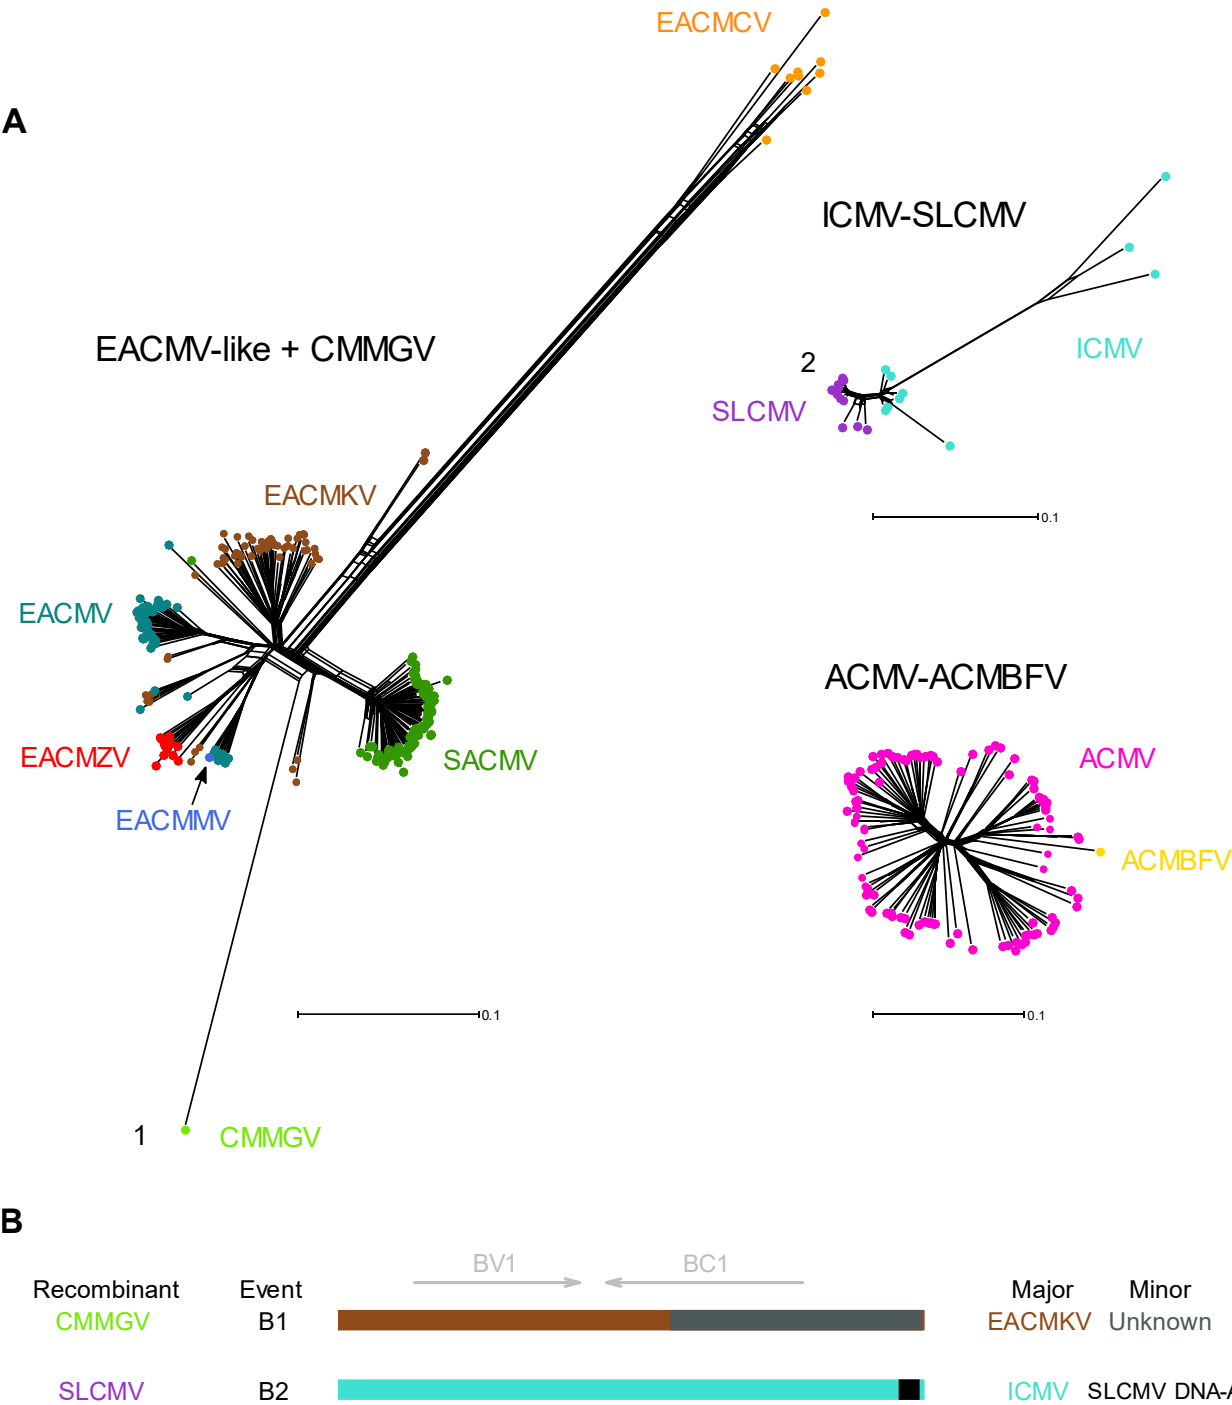 EACMCV
A
ICMV-SLCMV
EACMV-like + CMMGV
ICMV
2
SLCMV
EACMKV
0.1
EACMV
ACMV-ACMBFV
EACMZV
SACMV
ACMV
EACMMV
ACMBFV
0.1
0.1
1
CMMGV
B
BV1 BC1
Recombinant Event Major Minor
CMMGV B1 EACMKV Unknown
SLCMV B2 ICMV SLCMV DNA-A